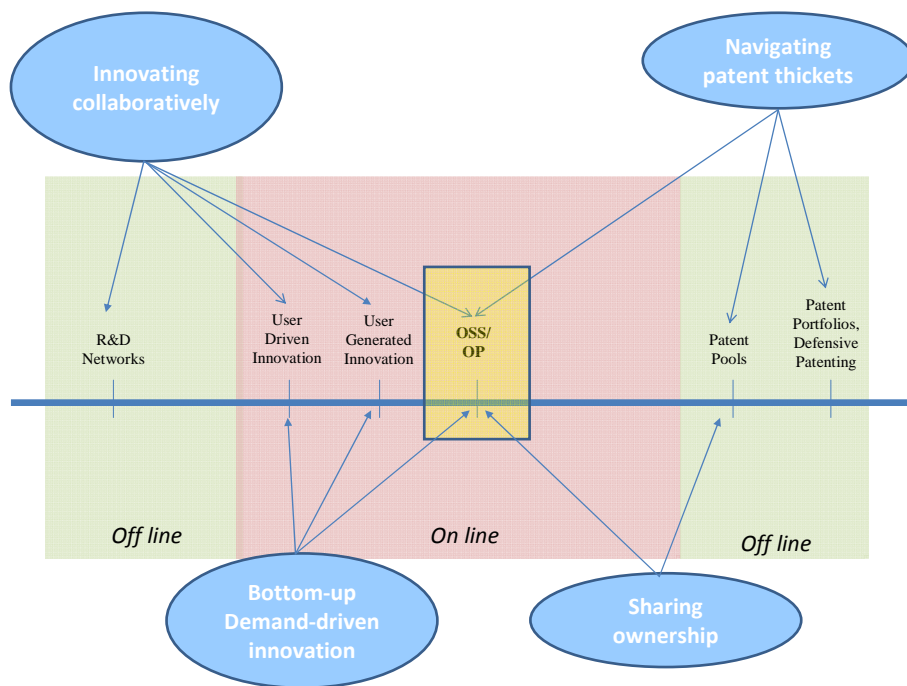 Innovating
collaboratively
Navigating
patent thickets
R&D
Networks
User
Driven
Innovation
User
Generated
Innovation
OSS/
OP
Patent
Pools
Patent
Portfolios,
Defensive
Patenting
Off line
On line
Off line
Bottom-up
Demand-driven
innovation
Sharing
ownership